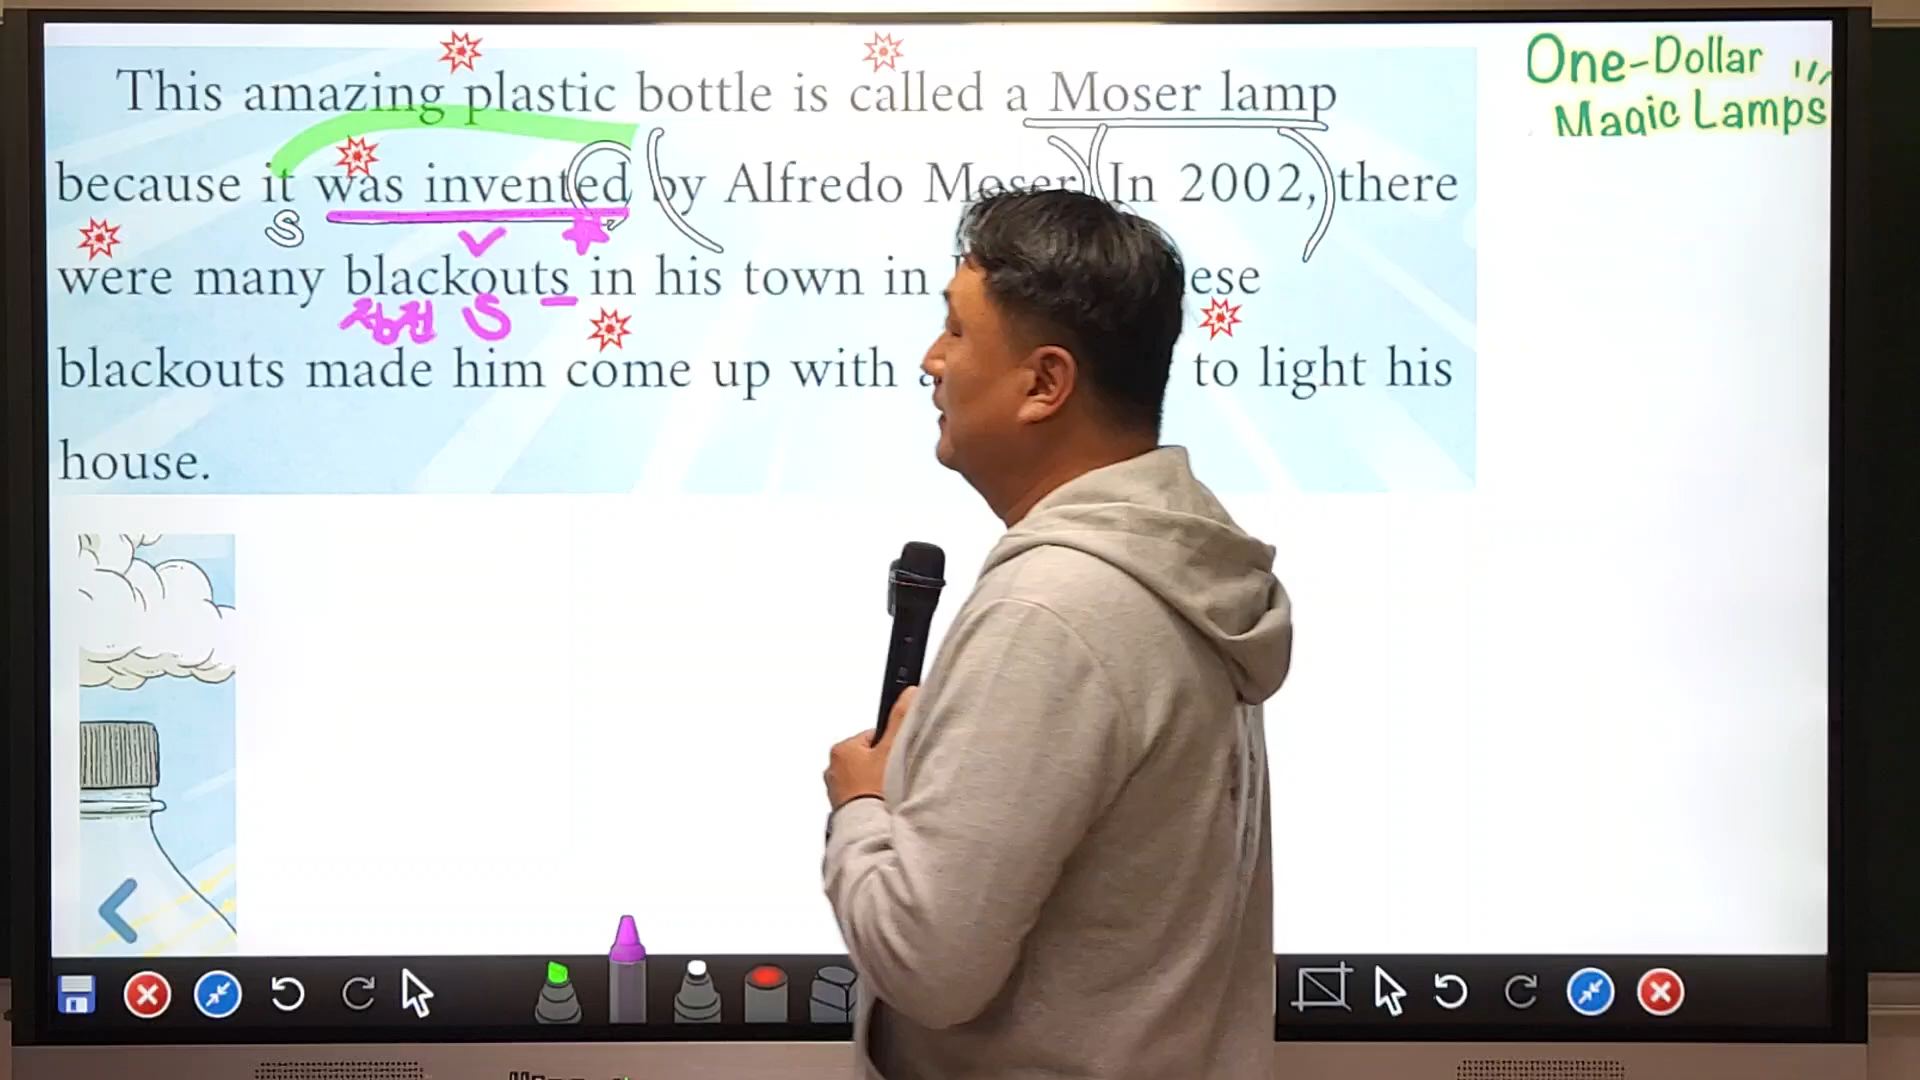 This amazing plastic bottle is called a Moser lamp
because it was invented by Alfredo Moser In 2002, there
S
were many blackouts in his town in ese
정전 S
blackouts made him come up with to light his
house.
One-Dollar
Magic Lamps